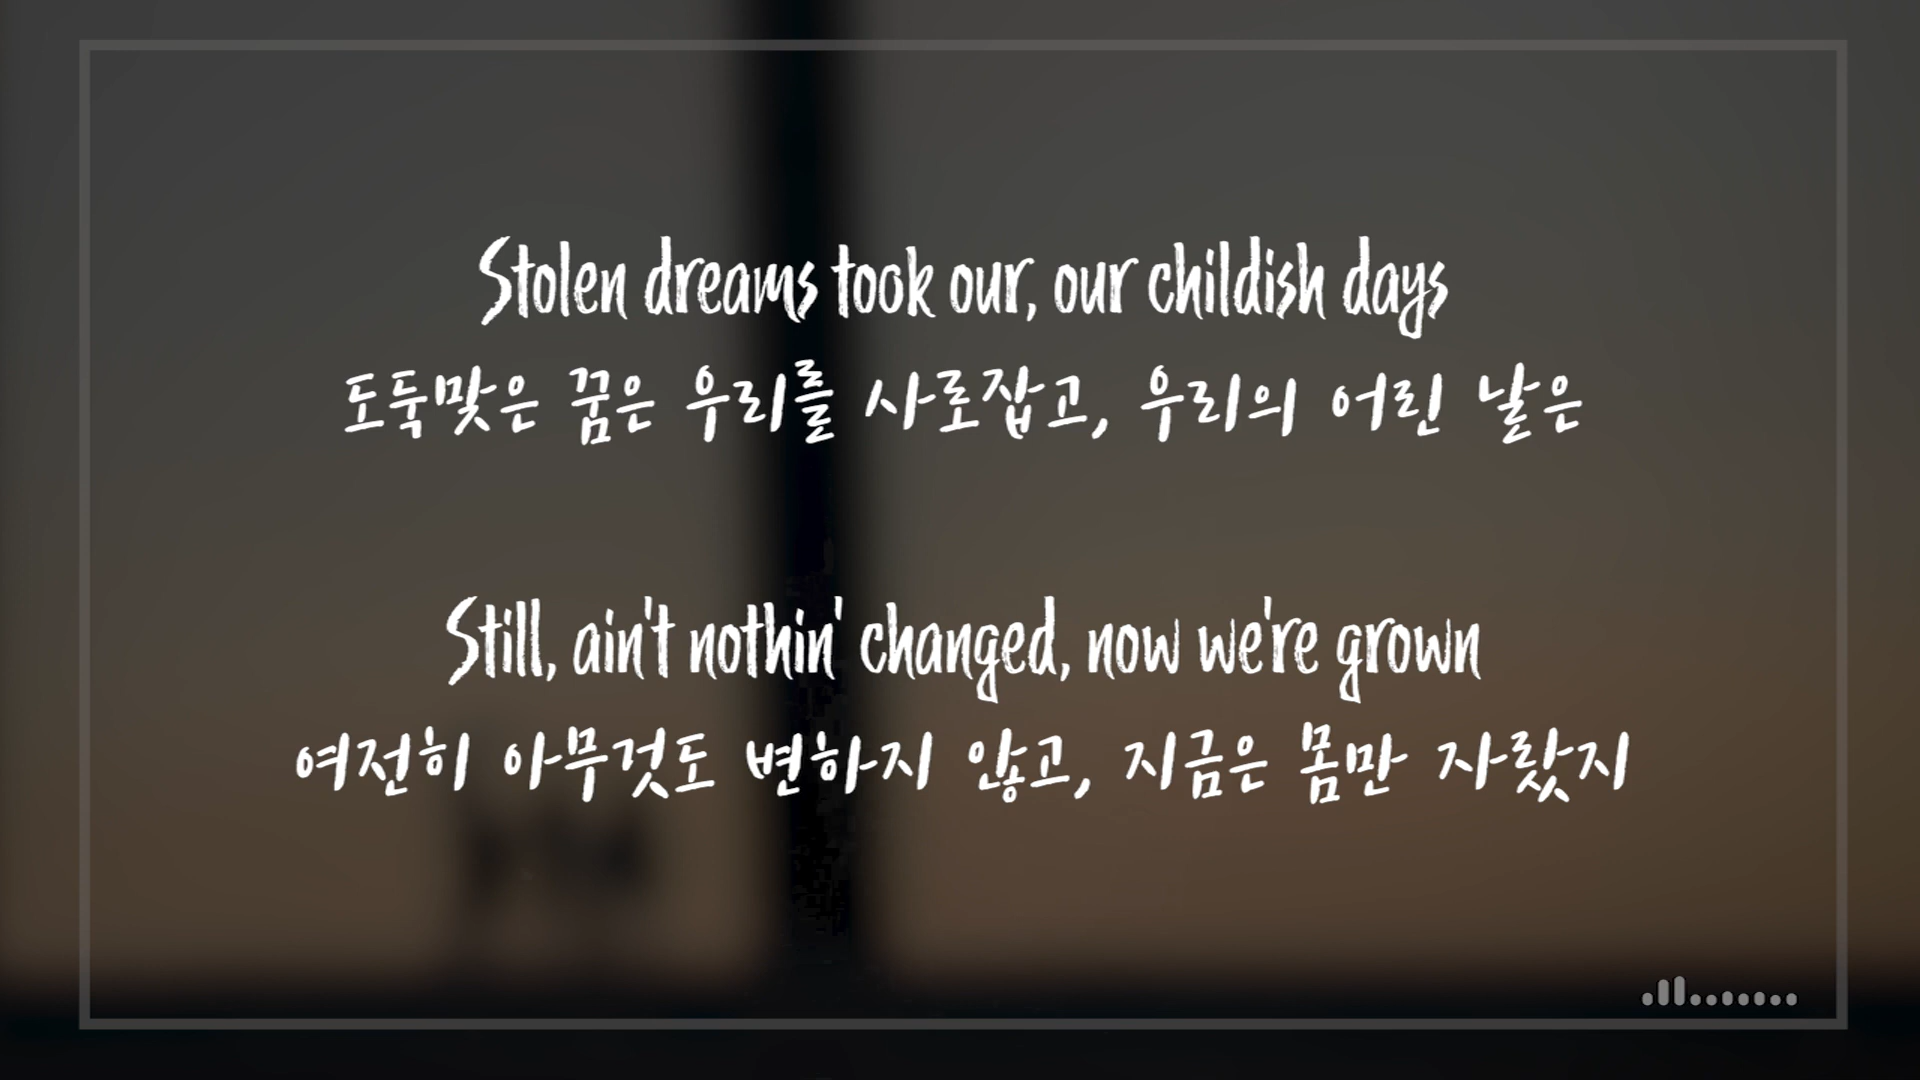 Stolen dreams took our, our childish days
도둑맞은 꿈은 우리를 사로잡고, 우리의 어린 날은
Still, ain't nothin' changed, now we're grown
여전히 아무것도 변하지 않고, 지금은 몸만 자랐지